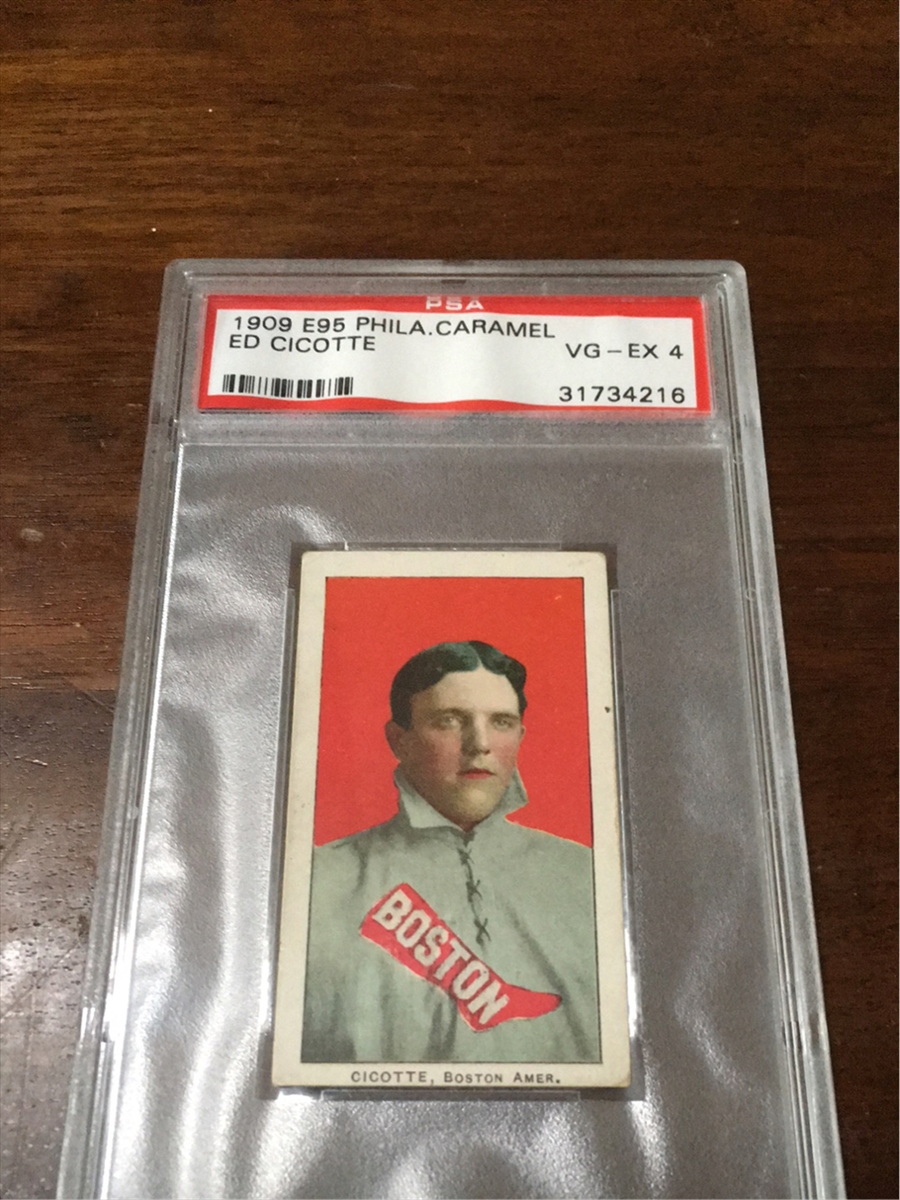 PSA
1909 E95 PHILA.CARAMEL
ED CICOTTE
VG-EX 4
31734216
BOSTON
CICOTTE, BOSTON AMER.